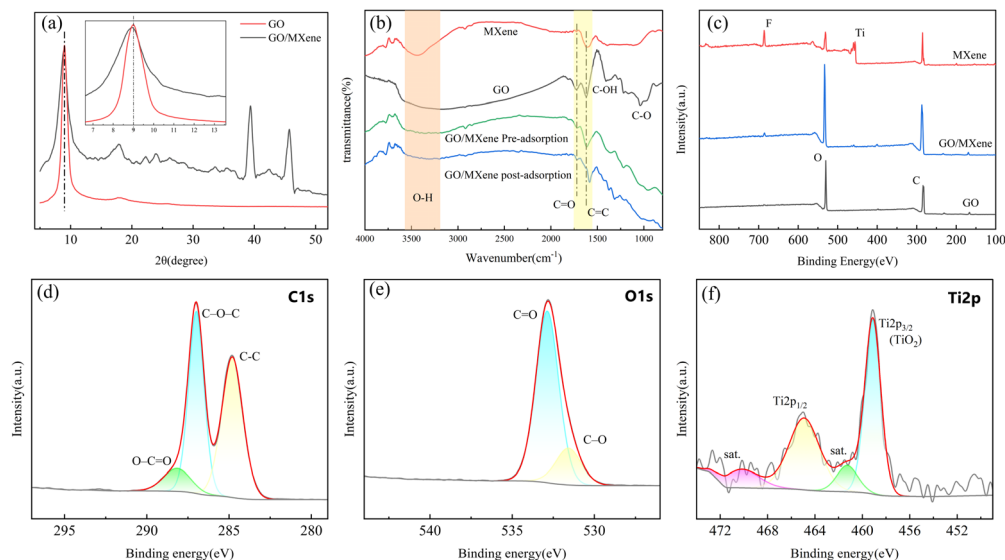 (a)
GO
GO/MXene
7 8 9 10 11 12 13
10 20 30 40 50
2θ(degree)
(b)
MXene
GO
C-OH
C-O
GO/MXene Pre-adsorption
GO/MXene post-adsorption
O-H
C=O
C=C
transmittance(%)
4000 3500 3000 2500 2000 1500 1000
Wavenumber(cm⁻¹)
(c)
F
Ti
MXene
GO/MXene
O
C
GO
Intensity(a.u.)
800 700 600 500 400 300 200 100
Binding Energy(eV)
(d)
C1s
C–O–C
C-C
O–C=O
Intensity(a.u.)
295 290 285 280
Binding energy(eV)
(e)
O1s
C=O
C–O
Intensity(a.u.)
540 535 530
Binding energy(eV)
(f)
Ti2p
Ti2p₃/₂
(TiO₂)
Ti2p₁/₂
sat.
sat.
Intensity(a.u.)
472 468 464 460 456 452
Binding energy(eV)